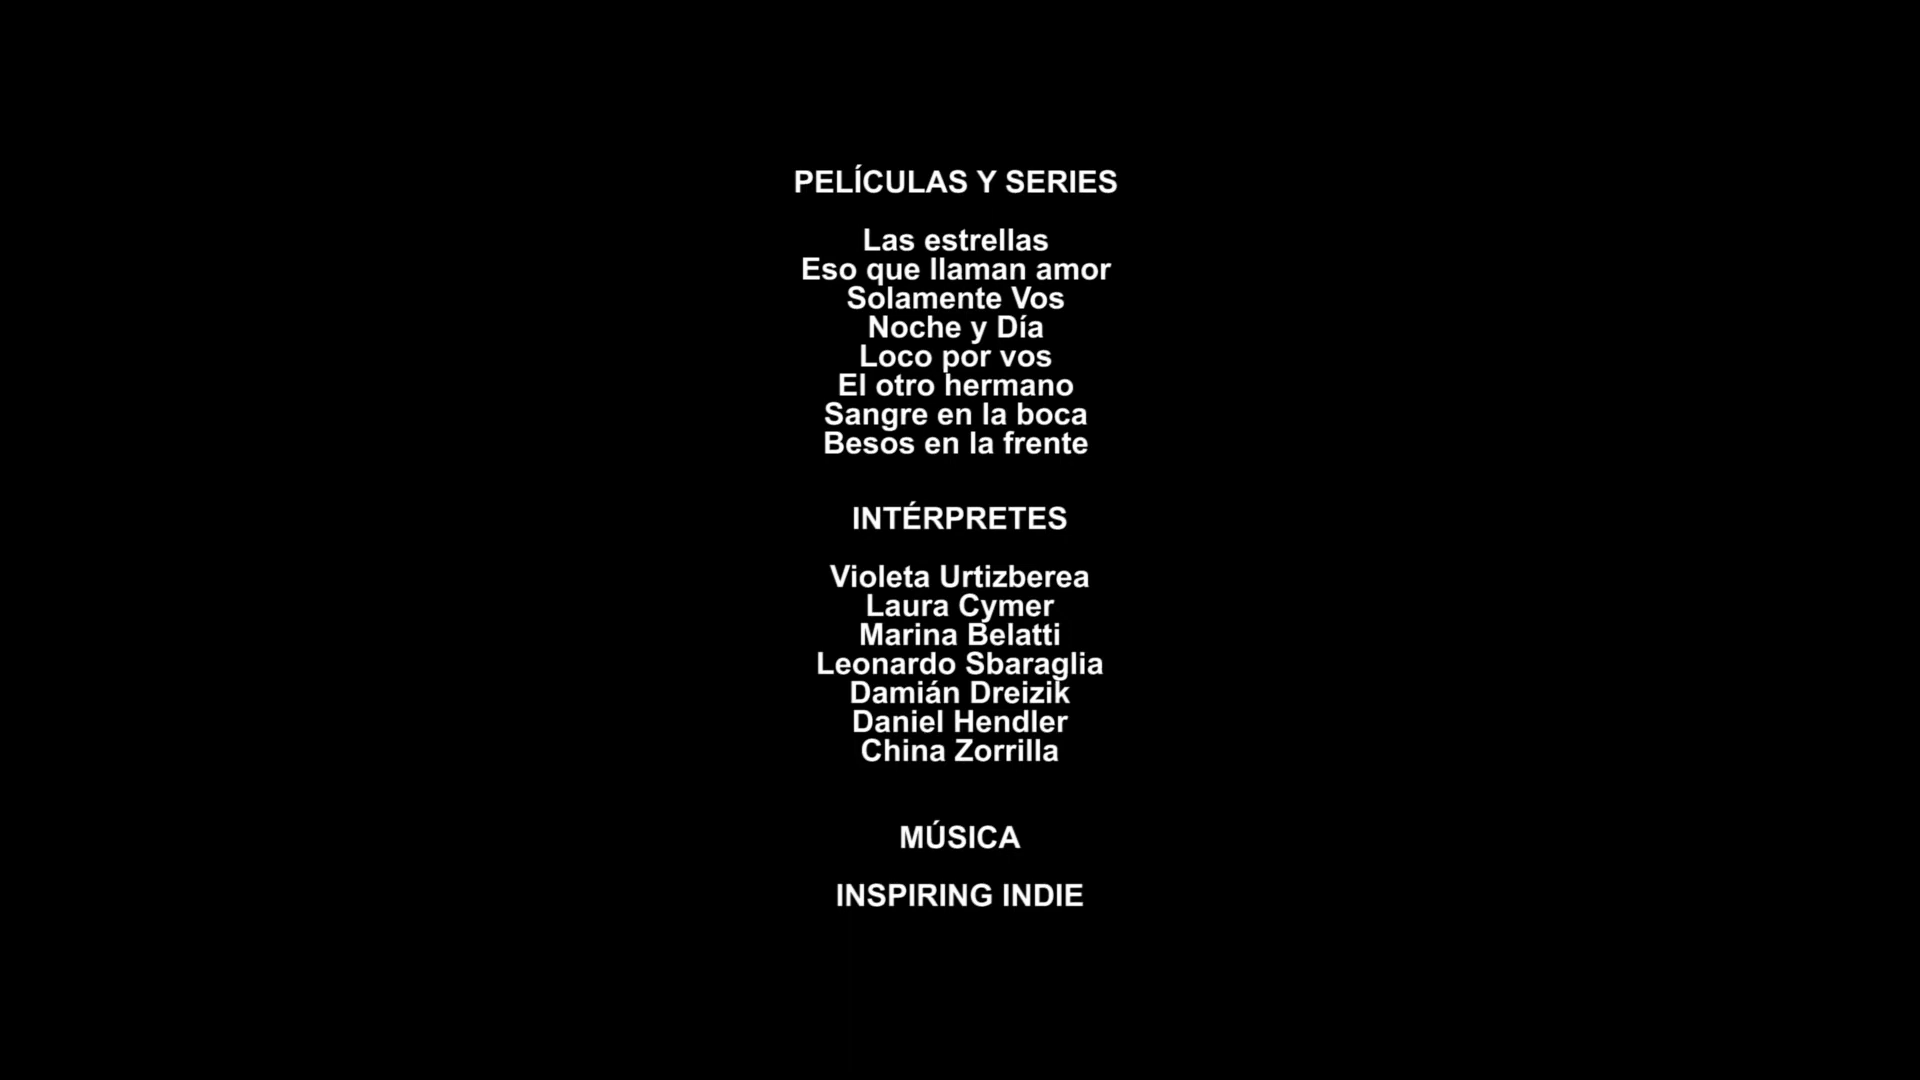 PELÍCULAS Y SERIES
Las estrellas
Eso que llaman amor
Solamente Vos
Noche y Día
Loco por vos
El otro hermano
Sangre en la boca
Besos en la frente
INTÉRPRETES
Violeta Urtizberea
Laura Cymer
Marina Belatti
Leonardo Sbaraglia
Damián Dreizik
Daniel Hendler
China Zorrilla
MÚSICA
INSPIRING INDIE